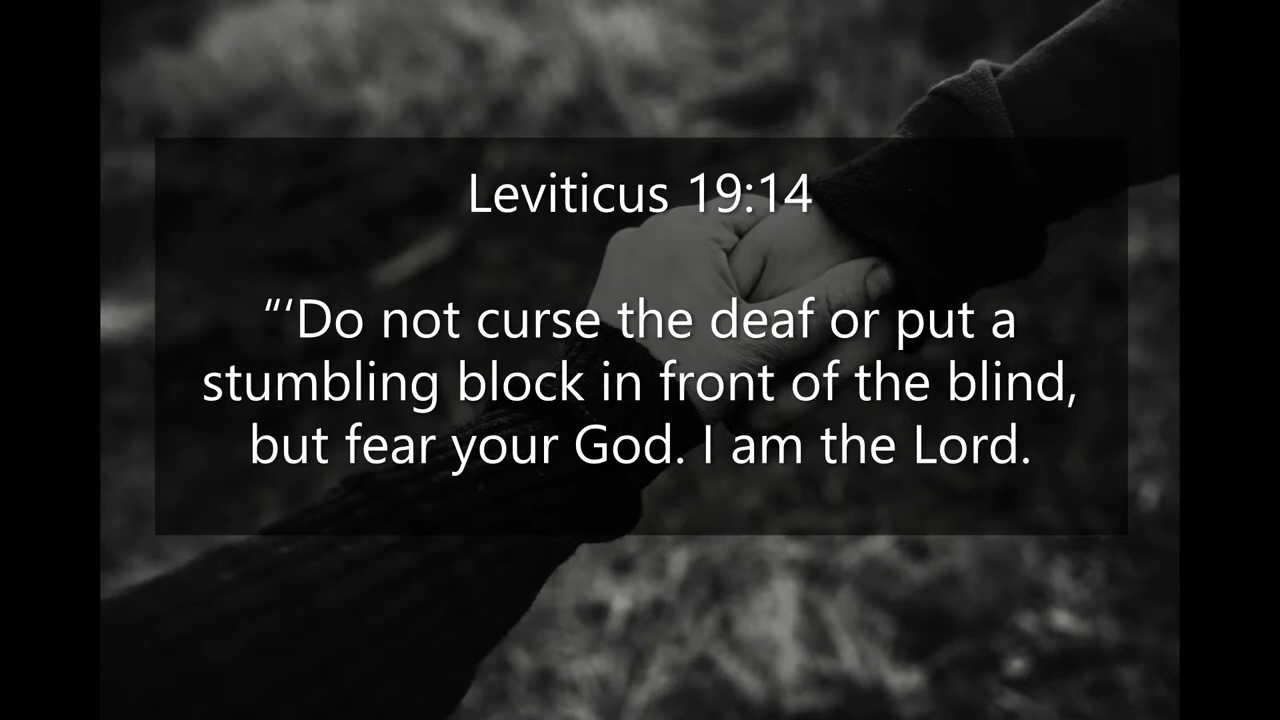 Leviticus 19:14
“‘Do not curse the deaf or put a
stumbling block in front of the blind,
but fear your God. I am the Lord.